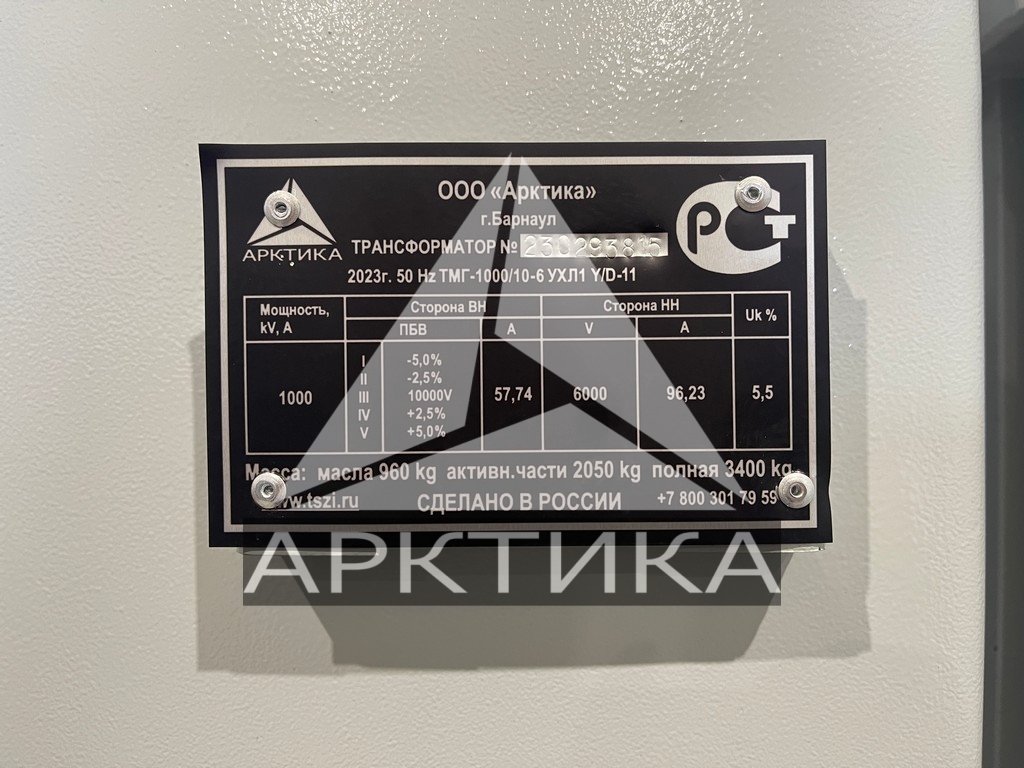 ООО «Арктика»
г.Барнаул
АРКТИКА
ТРАНСФОРМАТОР № 230293815
2023г. 50 Hz ТМГ-1000/10-6 УХЛ1 Y/D-11
РСТ
Мощность, kV, A
Сторона ВН
Сторона НН
Uk %
ПБВ
A
V
A
1000
I -5,0%
II -2,5%
III 10000V
IV +2,5%
V +5,0%
57,74
6000
96,23
5,5
Масса: масла 960 kg активн.части 2050 kg полная 3400 kg
www.tszi.ru СДЕЛАНО В РОССИИ +7 800 301 79 59
АРКТИКА